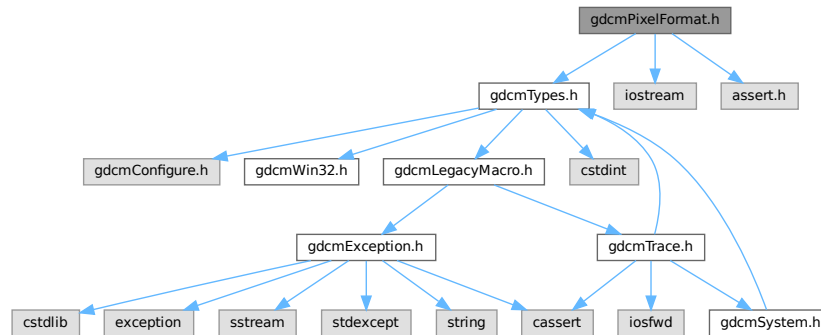 gdcmPixelFormat.h
gdcmTypes.h
iostream
assert.h
gdcmConfigure.h
gdcmWin32.h
gdcmLegacyMacro.h
cstdint
gdcmException.h
gdcmTrace.h
cstdlib
exception
sstream
stdexcept
string
cassert
iosfwd
gdcmSystem.h